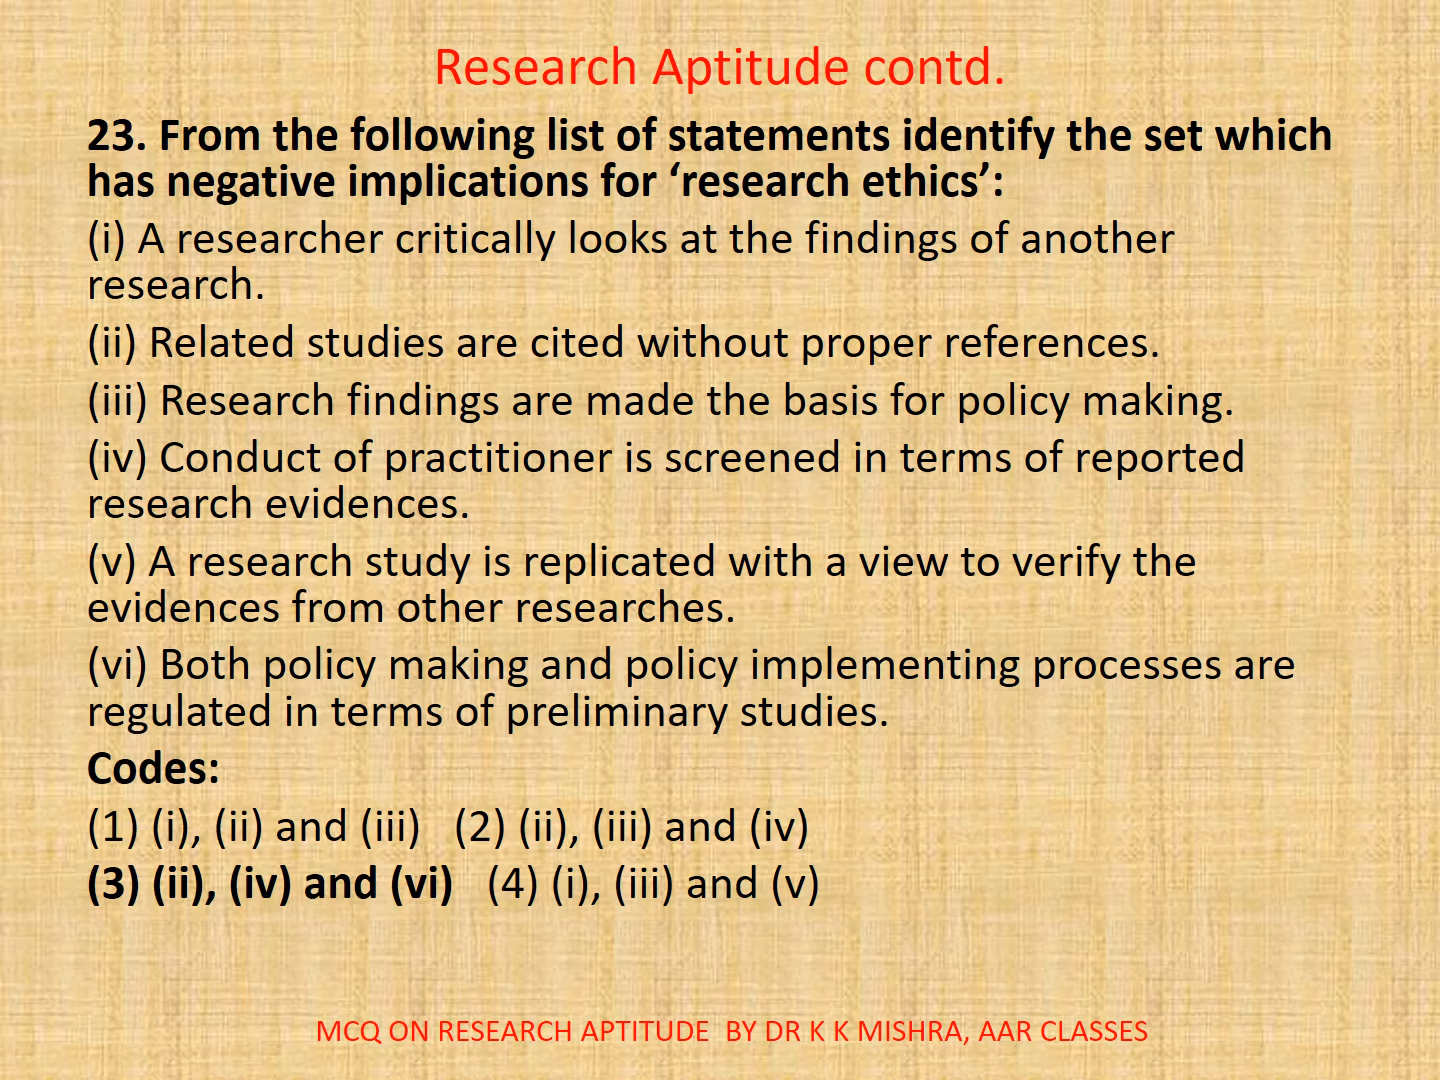 Research Aptitude contd.
23. From the following list of statements identify the set which
has negative implications for ‘research ethics’:
(i) A researcher critically looks at the findings of another
research.
(ii) Related studies are cited without proper references.
(iii) Research findings are made the basis for policy making.
(iv) Conduct of practitioner is screened in terms of reported
research evidences.
(v) A research study is replicated with a view to verify the
evidences from other researches.
(vi) Both policy making and policy implementing processes are
regulated in terms of preliminary studies.
Codes:
(1) (i), (ii) and (iii) (2) (ii), (iii) and (iv)
(3) (ii), (iv) and (vi) (4) (i), (iii) and (v)
MCQ ON RESEARCH APTITUDE BY DR K K MISHRA, AAR CLASSES